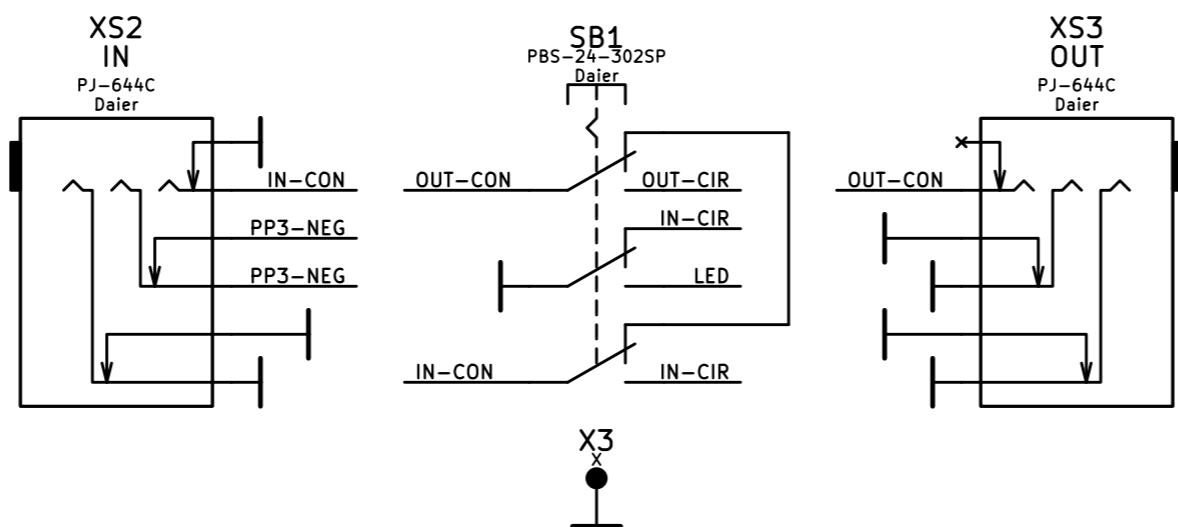 XS2
IN
PJ-644C
Daier
IN-CON
PP3-NEG
PP3-NEG
SB1
PBS-24-302SP
Daier
OUT-CON
OUT-CIR
IN-CIR
LED
IN-CON
IN-CIR
X3
X
XS3
OUT
PJ-644C
Daier
OUT-CON